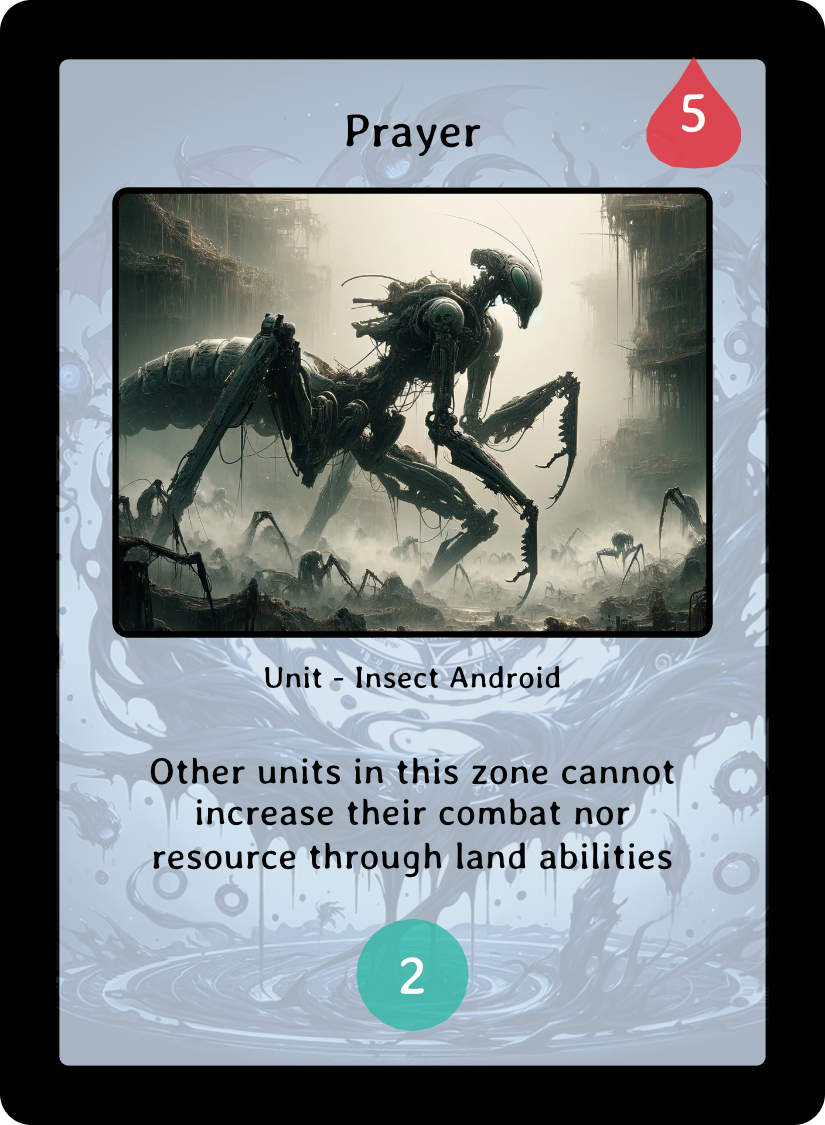 Prayer
5
Unit - Insect Android
Other units in this zone cannot
increase their combat nor
resource through land abilities
2